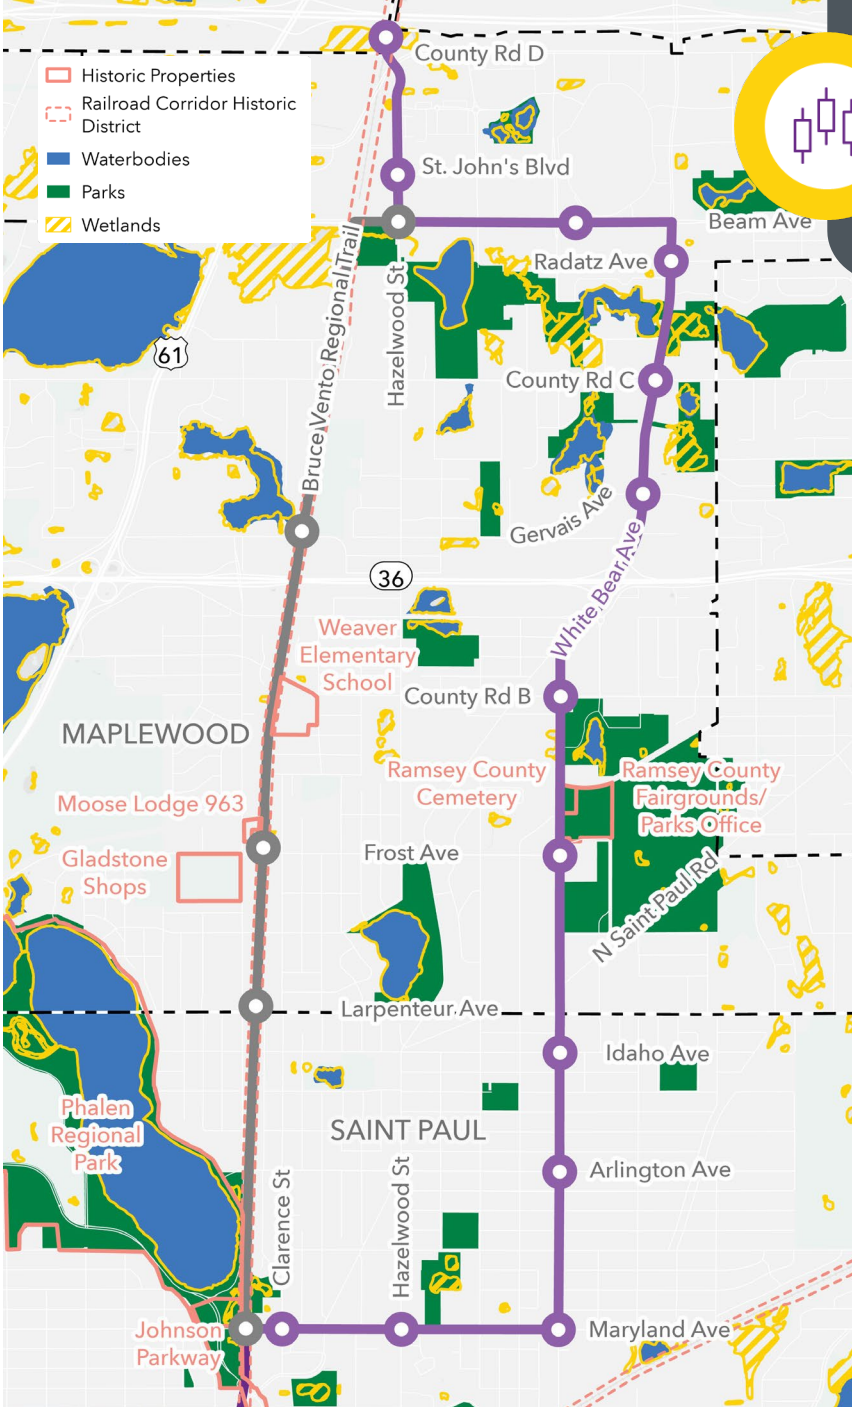 County Rd D
Historic Properties
Railroad Corridor Historic
District
Waterbodies
Parks
Wetlands
St. John's Blvd
Beam Ave
Radatz Ave
Bruce Vento Regional Trail
Hazelwood St
61
County Rd C
Gervais Ave
36
White Bear Ave
Weaver
Elementary
School
County Rd B
MAPLEWOOD
Ramsey County
Cemetery
Ramsey County
Fairgrounds/
Parks Office
Moose Lodge 963
Gladstone
Shops
Frost Ave
N Saint Paul Rd
Larpenteur Ave
Idaho Ave
Phalen
Regional
Park
SAINT PAUL
Arlington Ave
Clarence St
Hazelwood St
Johnson
Parkway
Maryland Ave